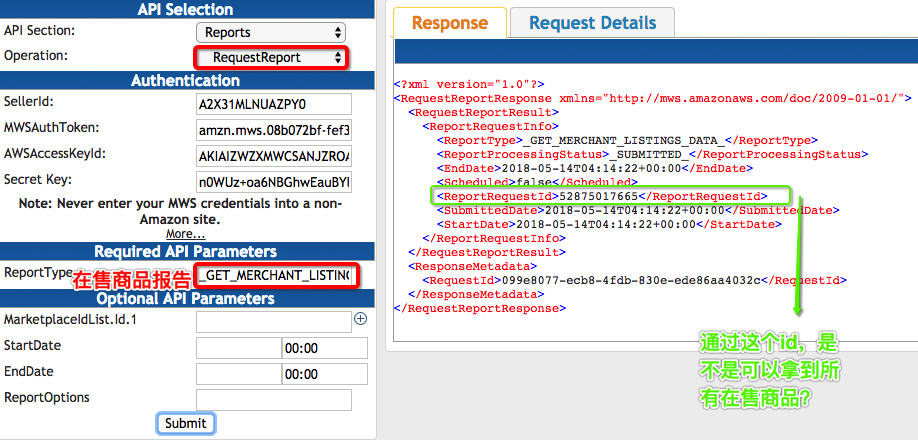 API Selection
API Section: Reports
Operation: RequestReport
Authentication
SellerId: A2X31MLNUAZPY0
MWSAuthToken: amzn.mws.08b072bf-fef3
AWSAccessKeyId: AKIAIZWZXMWCSANJZROA
Secret Key: n0WUz+oa6NBGhwEauBYI
Note: Never enter your MWS credentials into a non-
Amazon site.
More...
Required API Parameters
ReportType 在售商品报告 _GET_MERCHANT_LISTING
Optional API Parameters
MarketplaceIdList.Id.1
StartDate 00:00
EndDate 00:00
ReportOptions
Submit
Response Request Details
<?xml version="1.0"?>
<RequestReportResponse xmlns="http://mws.amazonaws.com/doc/2009-01-01/">
<RequestReportResult>
<ReportRequestInfo>
<ReportType>_GET_MERCHANT_LISTINGS_DATA_</ReportType>
<ReportProcessingStatus>_SUBMITTED_</ReportProcessingStatus>
<EndDate>2018-05-14T04:14:22+00:00</EndDate>
<Scheduled>false</Scheduled>
<ReportRequestId>52875017665</ReportRequestId>
<SubmittedDate>2018-05-14T04:14:22+00:00</SubmittedDate>
<StartDate>2018-05-14T04:14:22+00:00</StartDate>
</ReportRequestInfo>
</RequestReportResult>
<ResponseMetadata>
<RequestId>099e8077-ecb8-4fdb-830e-ede86aa4032c</RequestId>
</ResponseMetadata>
</RequestReportResponse>
通过这个id，是
不是可以拿到所
有在售商品？